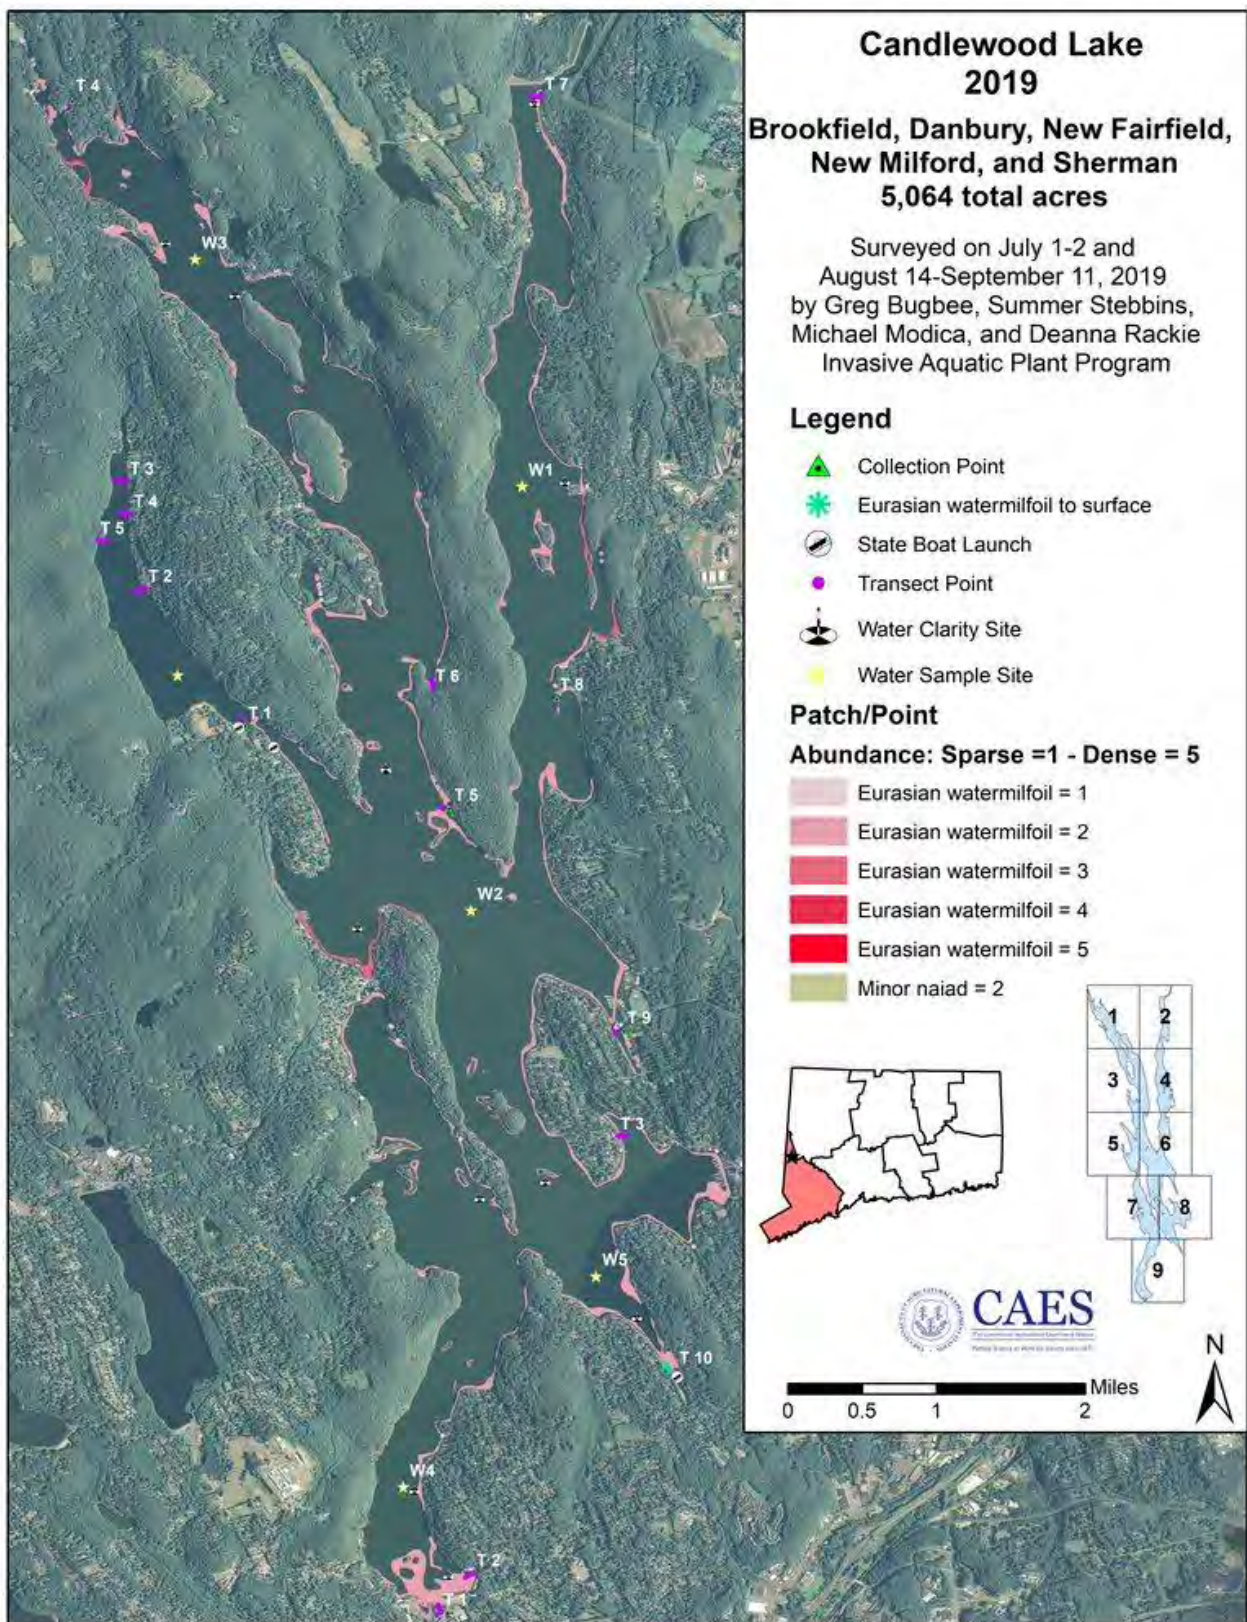 Candlewood Lake
2019
Brookfield, Danbury, New Fairfield,
New Milford, and Sherman
5,064 total acres
Surveyed on July 1-2 and
August 14-September 11, 2019
by Greg Bugbee, Summer Stebbins,
Michael Modica, and Deanna Rackie
Invasive Aquatic Plant Program
Legend
Collection Point
Eurasian watermilfoil to surface
State Boat Launch
Transect Point
Water Clarity Site
Water Sample Site
Patch/Point
Abundance: Sparse =1 - Dense = 5
Eurasian watermilfoil = 1
Eurasian watermilfoil = 2
Eurasian watermilfoil = 3
Eurasian watermilfoil = 4
Eurasian watermilfoil = 5
Minor naiad = 2
1 2
3 4
5 6
7 8
9
CAES
N
Miles
0 0.5 1 2
T 4
T 7
W3
W1
T 3
T 4
T 5
T 2
T 6
T 8
T 1
T 5
W2
T 9
T 3
W5
T 10
W4
T 2
T 1